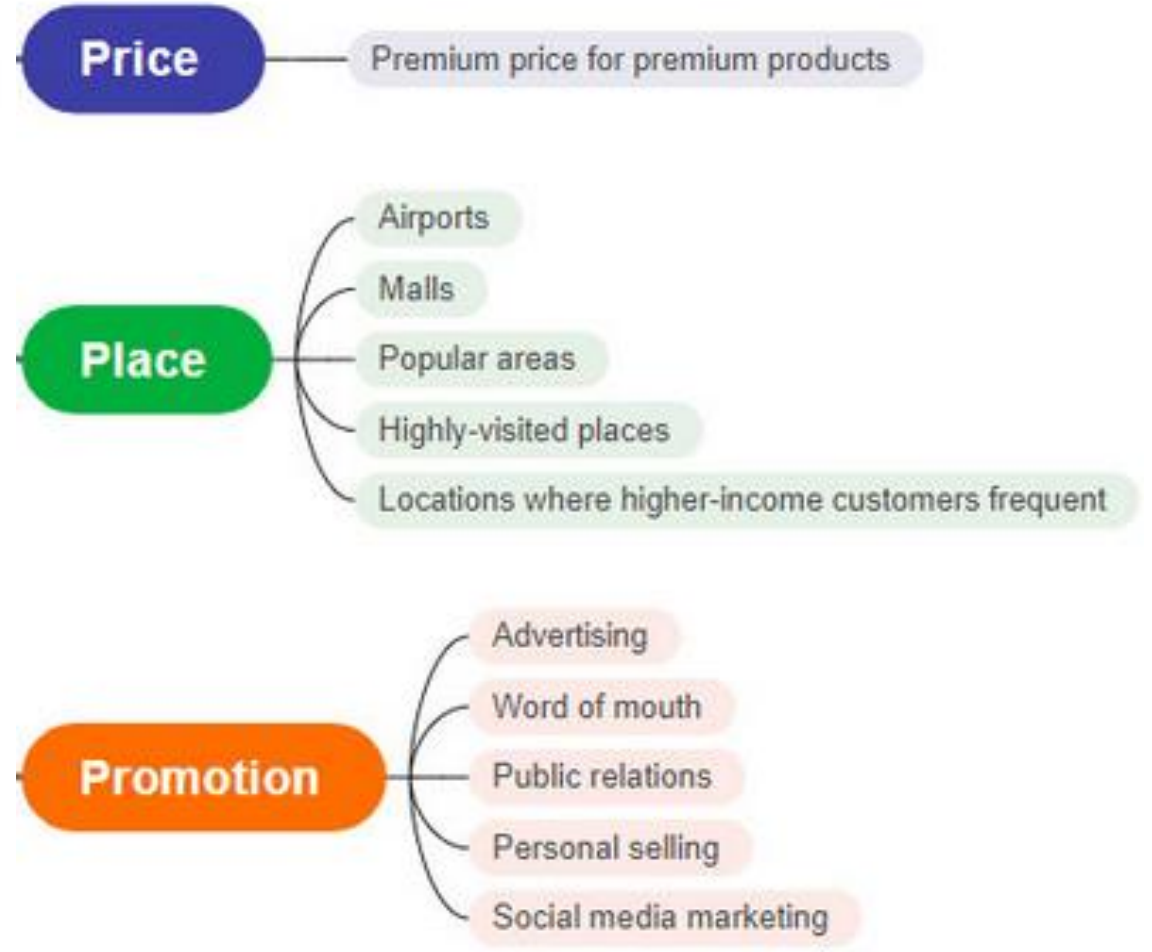 Price
Premium price for premium products
Place
Airports
Malls
Popular areas
Highly-visited places
Locations where higher-income customers frequent
Promotion
Advertising
Word of mouth
Public relations
Personal selling
Social media marketing